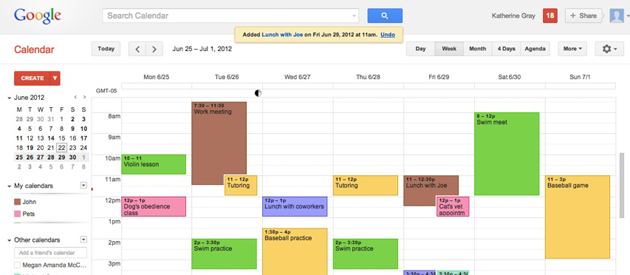 Google
Search Calendar
Katherine Gray
18
+ Share
Added Lunch with Joe on Fri Jun 29, 2012 at 11am. Undo
Calendar
Today
Jun 25 – Jul 1, 2012
Day
Week
Month
4 Days
Agenda
More
CREATE
June 2012
M T W T F S S
28 29 30 31 1 2 3
4 5 6 7 8 9 10
11 12 13 14 15 16 17
18 19 20 21 22 23 24
25 26 27 28 29 30 1
2 3 4 5 6 7 8
My calendars
John
Pets
Other calendars
Add a friend's calendar
Megan Amanda McC...
GMT-05
Mon 6/25
Tue 6/26
Wed 6/27
Thu 6/28
Fri 6/29
Sat 6/30
Sun 7/1
8am
9am
10am
11am
12pm
1pm
2pm
3pm
10 – 11
Violin lesson
12p – 1p
Dog's obedience
class
7:30 – 11:30
Work meeting
11 – 12p
Tutoring
2p – 3:30p
Swim practice
12p – 1p
Lunch with coworkers
1:30p – 4p
Baseball practice
11 – 12p
Tutoring
2p – 3:30p
Swim practice
11 – 12:30p
Lunch with Joe
12p – 1p
Cat's vet
appointm
8 – 12p
Swim meet
11 – 3p
Baseball game